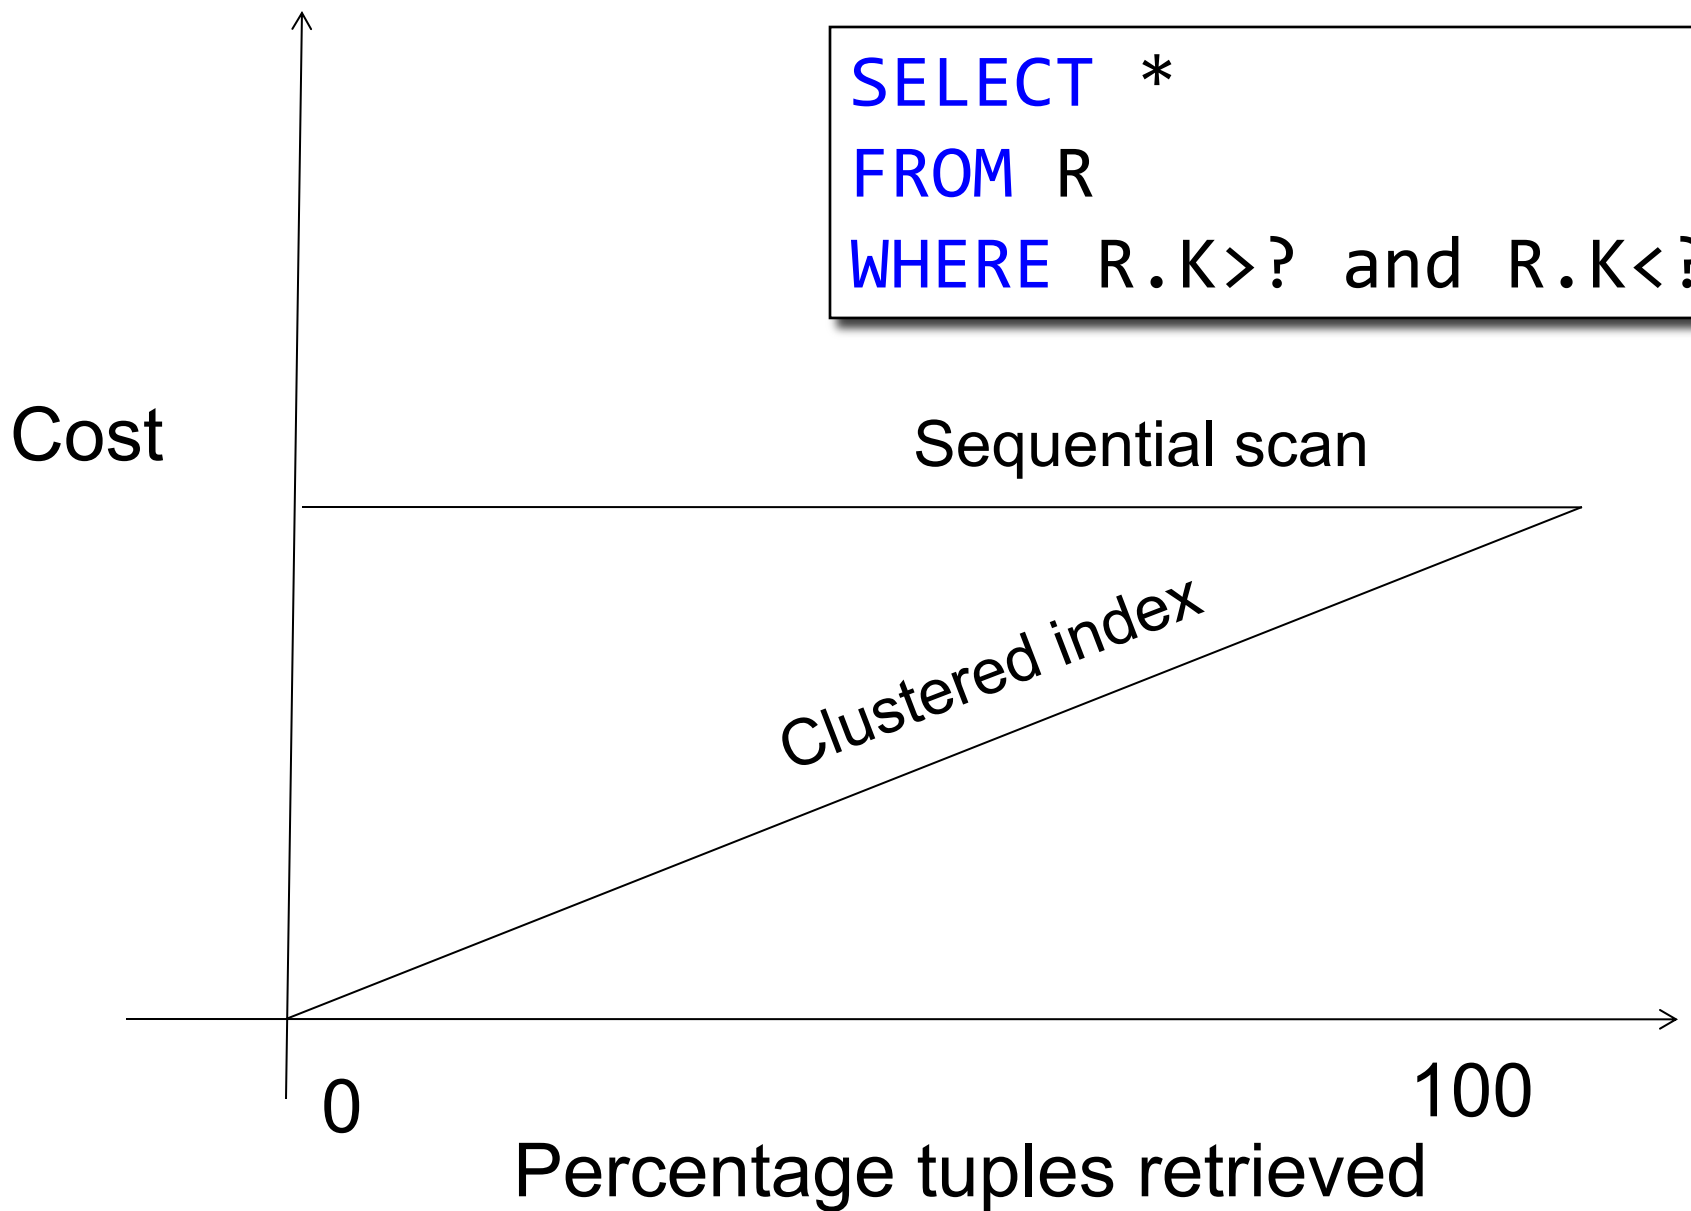 SELECT *
FROM R
WHERE R.K>? and R.K<?
Cost
Sequential scan
Clustered index
0
100
Percentage tuples retrieved